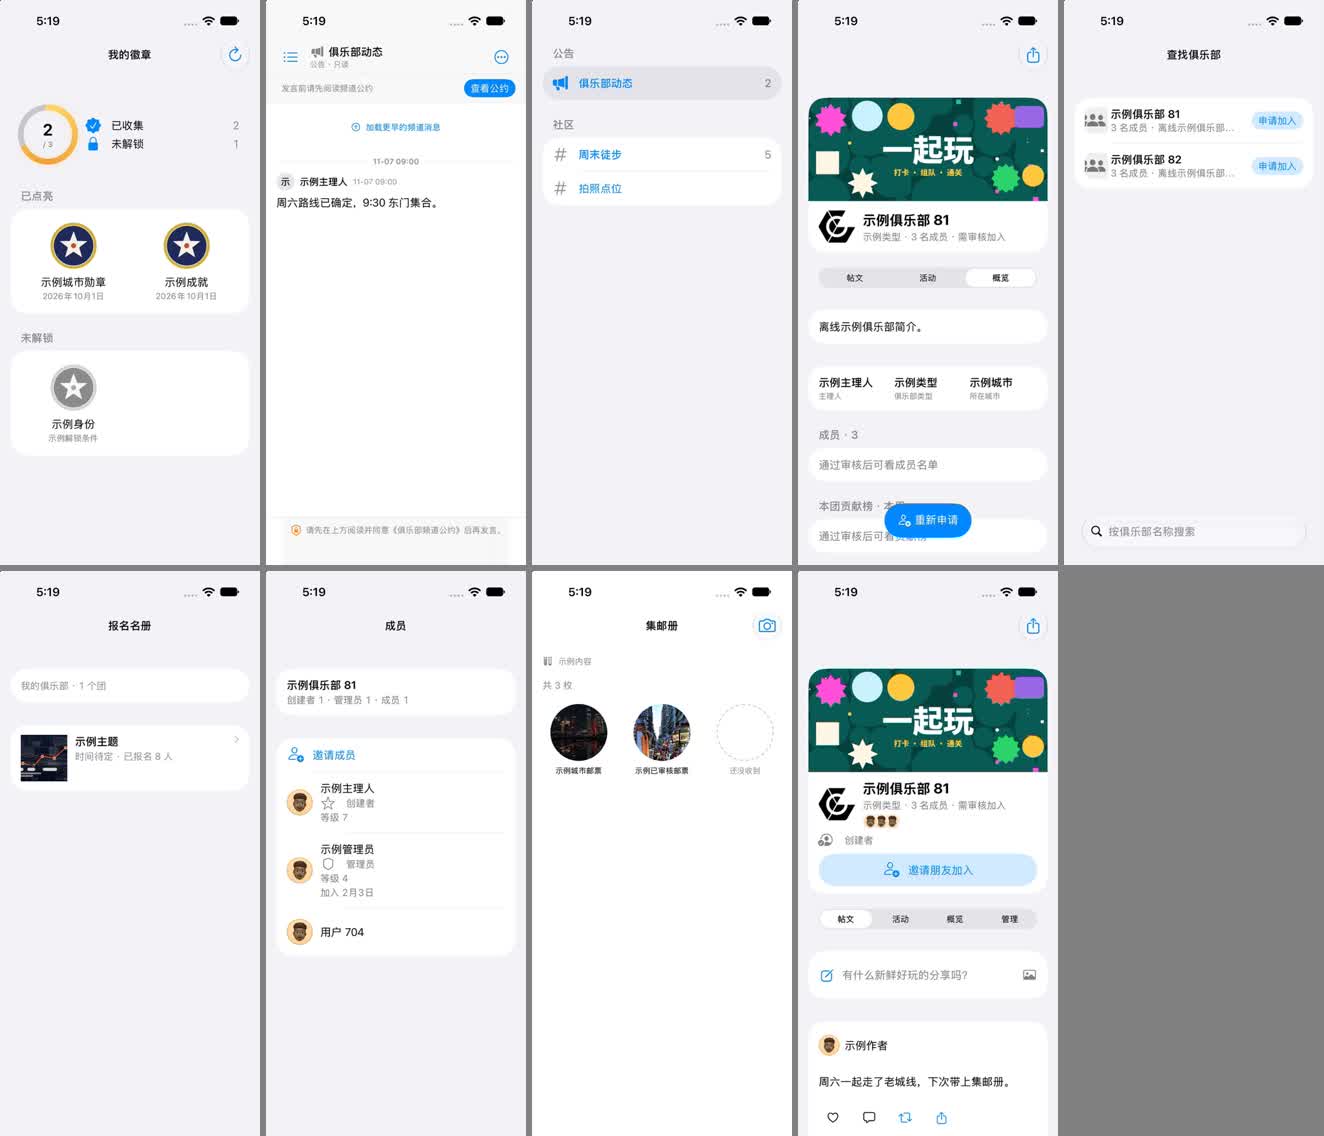 5:19
我的徽章
2
/ 3
已收集 2
未解锁 1
已点亮
示例城市勋章
2026年10月1日
示例成就
2026年10月1日
未解锁
示例身份
示例解锁条件
5:19
俱乐部动态
公告 · 只读
发言前请先阅读频道公约
查看公约
加载更早的频道消息
11-07 09:00
示 示例主理人 11-07 09:00
周六路线已确定，9:30 东门集合。
请先在上方阅读并同意《俱乐部频道公约》后再发言。
5:19
公告
俱乐部动态 2
社区
# 周末徒步 5
# 拍照点位
5:19
一起玩
打卡 · 组队 · 通关
示例俱乐部 81
示例类型 · 3 名成员 · 需审核加入
帖文 活动 概览
离线示例俱乐部简介。
示例主理人 示例类型 示例城市
主理人 俱乐部类型 所在城市
成员 · 3
通过审核后可看成员名单
本团贡献榜 · 本周
重新申请
通过审核后可看贡献榜
5:19
查找俱乐部
示例俱乐部 81
3 名成员 · 离线示例俱乐部...
申请加入
示例俱乐部 82
3 名成员 · 离线示例俱乐部...
申请加入
按俱乐部名称搜索
5:19
报名名册
我的俱乐部 · 1 个团
示例主题
时间待定 · 已报名 8 人
5:19
成员
示例俱乐部 81
创建者 1 · 管理员 1 · 成员 1
邀请成员
示例主理人
创建者
等级 7
示例管理员
管理员
等级 4
加入 2月3日
用户 704
5:19
集邮册
示例内容
共 3 枚
示例城市邮票
示例已审核邮票
还没收到
5:19
一起玩
打卡 · 组队 · 通关
示例俱乐部 81
示例类型 · 3 名成员 · 需审核加入
创建者
邀请朋友加入
帖文 活动 概览 管理
有什么新鲜好玩的分享吗?
示例作者
周六一起走了老城线，下次带上集邮册。